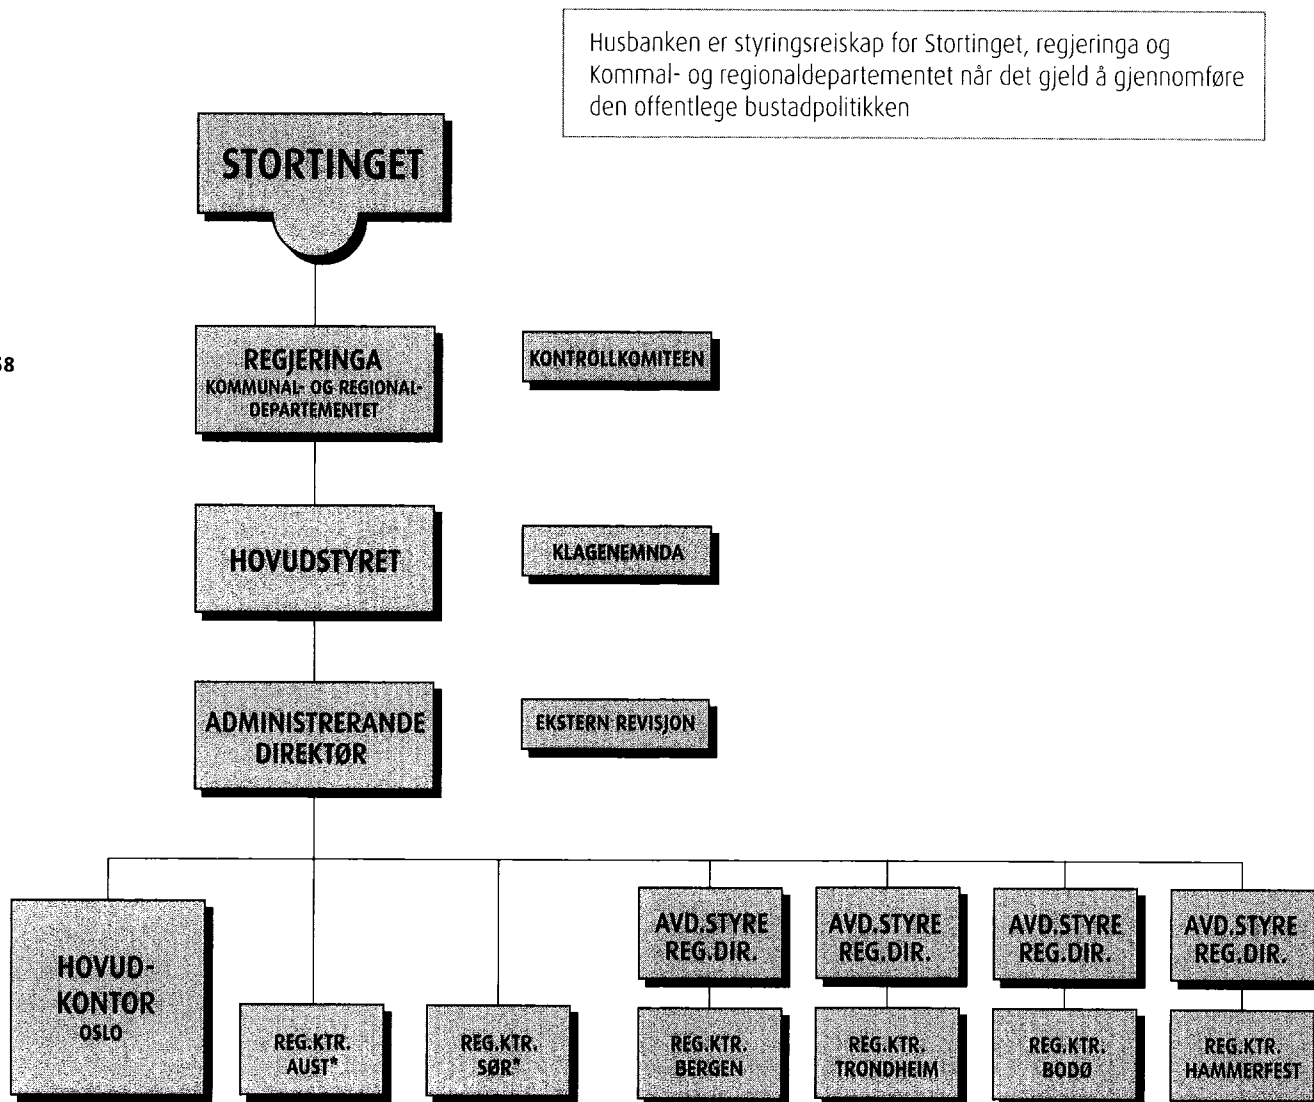 Husbanken er styringsreiskap for Stortinget, regjeringa og
Kommal- og regionaldepartementet når det gjeld å gjennomføre
den offentlege bustadpolitikken
STORTINGET
REGJERINGA
KOMMUNAL- OG REGIONAL-
DEPARTEMENTET
KONTROLLKOMITEEN
HOVUDSTYRET
KLAGENEMNDA
ADMINISTRERANDE
DIREKTØR
EKSTERN REVISJON
HOVUD-
KONTOR
OSLO
REG.KTR.
AUST*
REG.KTR.
SØR*
AVD.STYRE
REG.DIR.
REG.KTR.
BERGEN
AVD.STYRE
REG.DIR.
REG.KTR.
TRONDHEIM
AVD.STYRE
REG.DIR.
REG.KTR.
BODØ
AVD.STYRE
REG.DIR.
REG.KTR.
HAMMERFEST